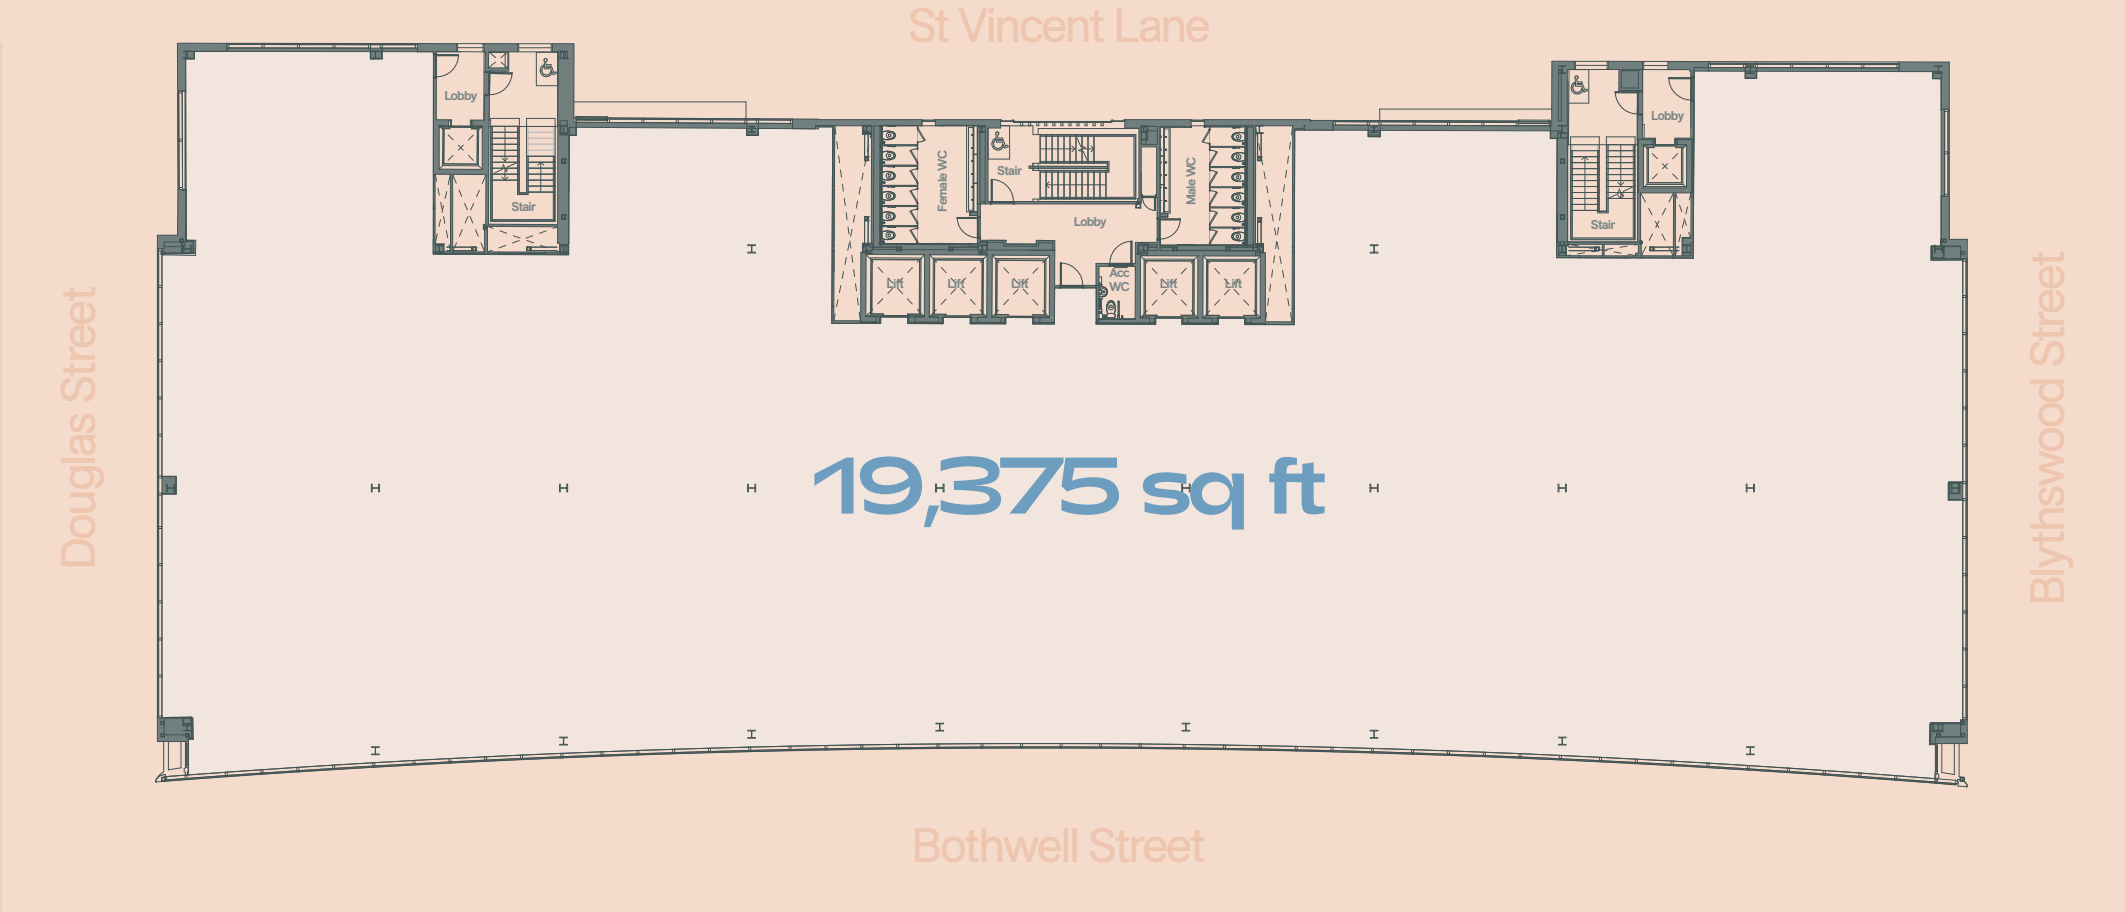 St Vincent Lane
Lobby
Stair
Female WC
Stair
Lobby
Male WC
Lift
Lift
Lift
Acc
WC
Lift
Lift
Lobby
Stair
Douglas Street
19,375 sq ft
Blythswood Street
Bothwell Street